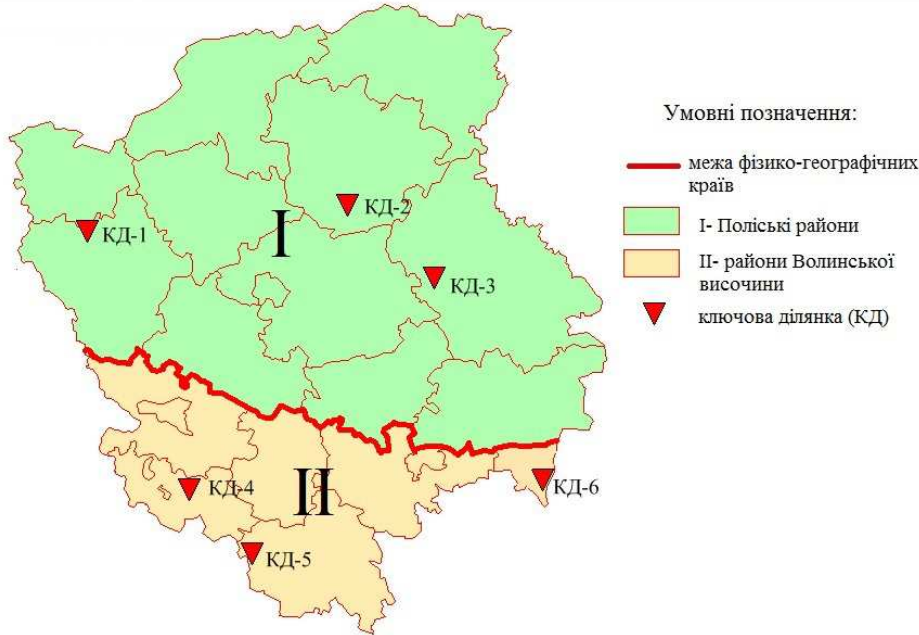 I
II
КД-1
КД-2
КД-3
КД-4
КД-5
КД-6
Умовні позначення:
межа фізико-географічних
країв
І- Поліські райони
ІІ- райони Волинської
височини
ключова ділянка (КД)